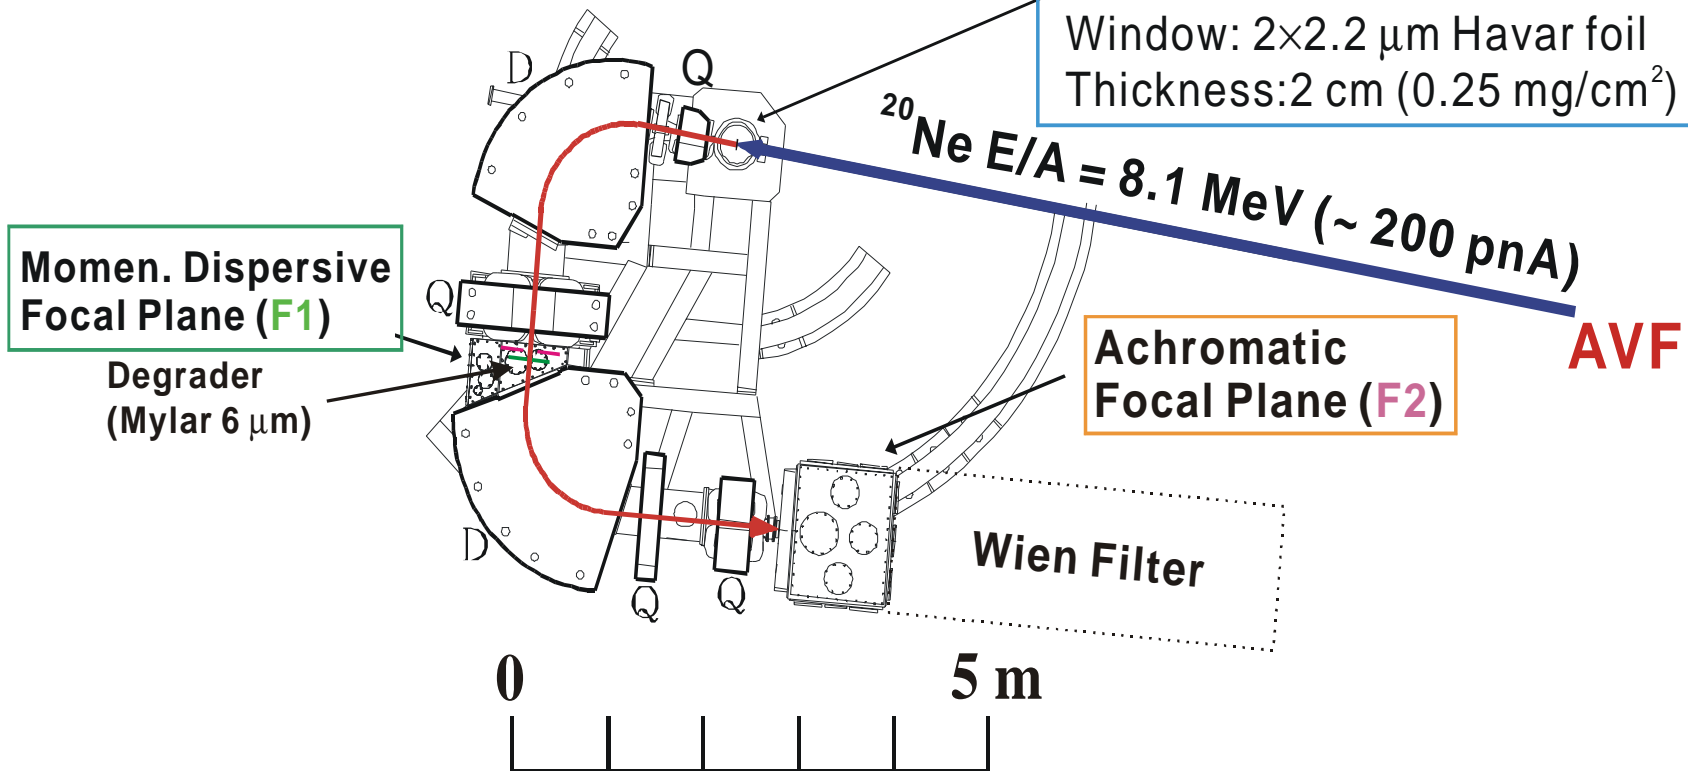 Window: 2×2.2 μm Havar foil
Thickness:2 cm (0.25 mg/cm²)
D
Q
²⁰Ne E/A = 8.1 MeV (~ 200 pnA)
AVF
Momen. Dispersive
Focal Plane (F1)
Q
Degrader
(Mylar 6 μm)
Achromatic
Focal Plane (F2)
D
Q
Q
Wien Filter
0
5 m